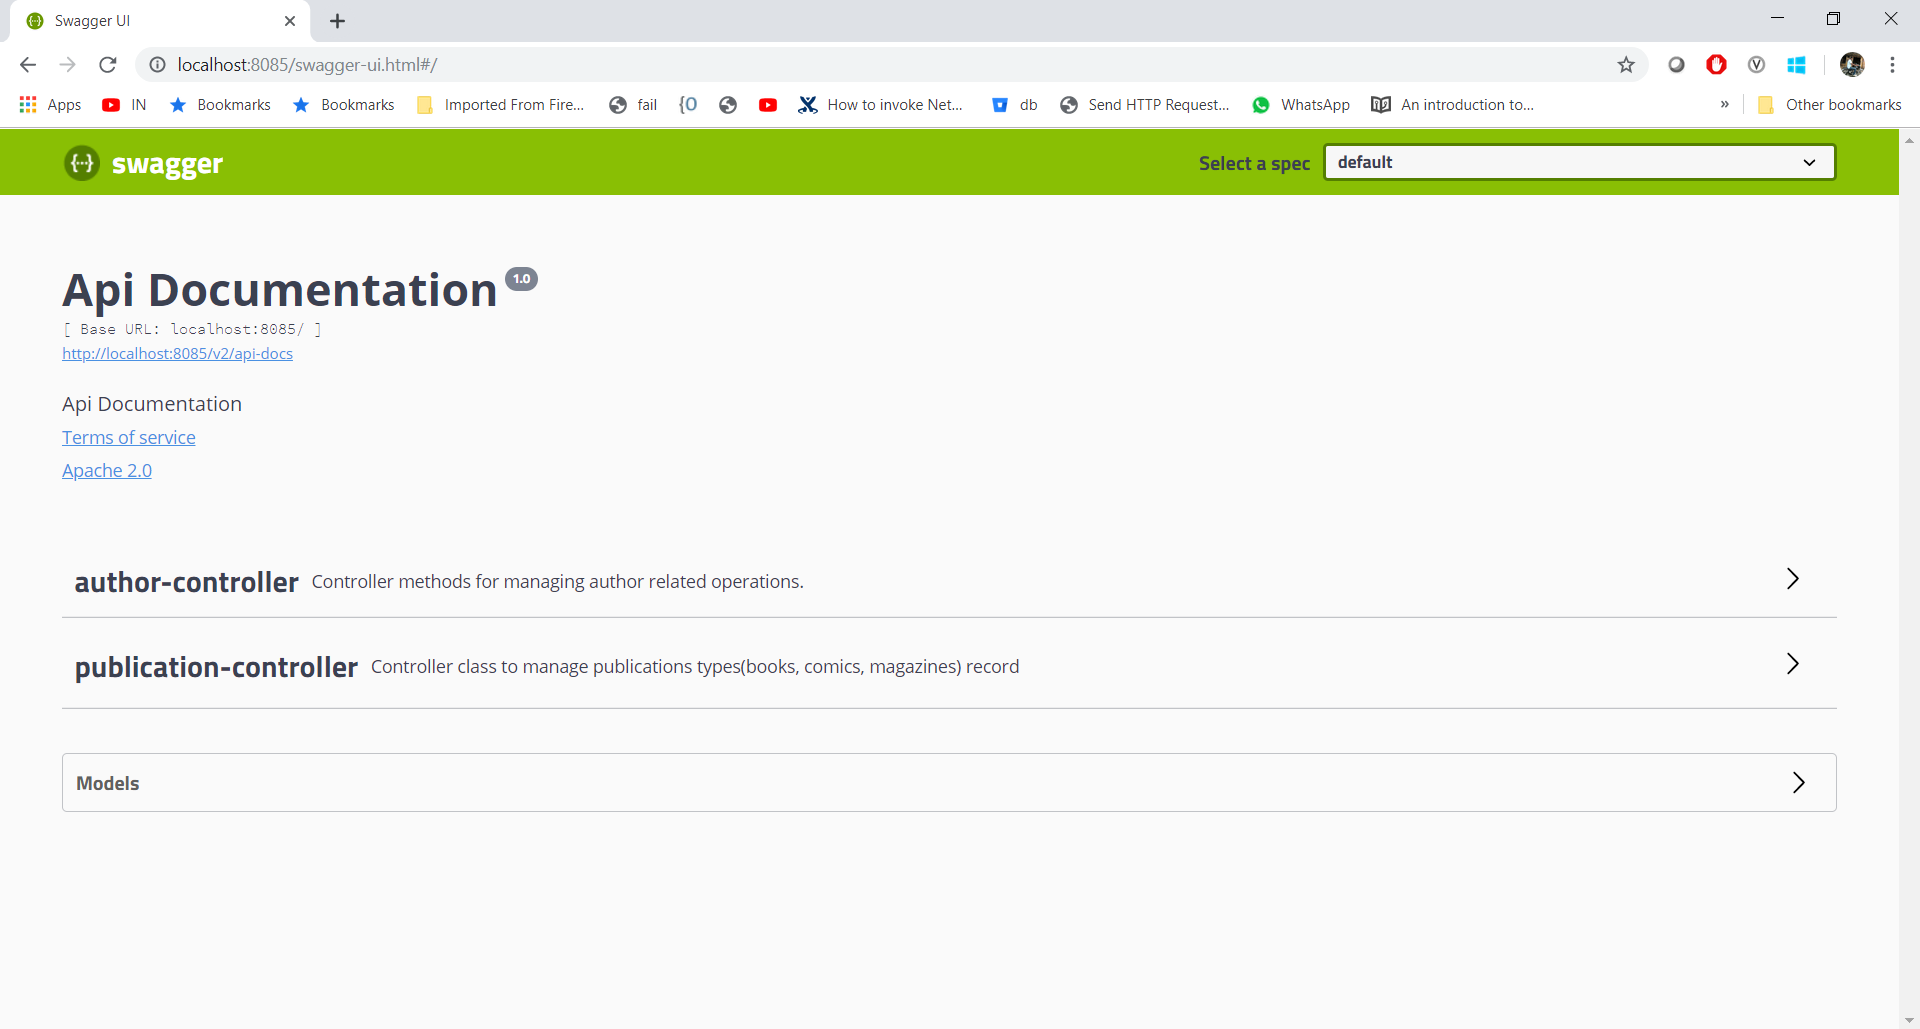 Swagger UI
localhost:8085/swagger-ui.html#/
Apps IN Bookmarks Bookmarks Imported From Fire... fail {O How to invoke Net... db Send HTTP Request... WhatsApp An introduction to... » Other bookmarks
{···} swagger Select a spec default
Api Documentation 1.0
[ Base URL: localhost:8085/ ]
http://localhost:8085/v2/api-docs
Api Documentation
Terms of service
Apache 2.0
author-controller Controller methods for managing author related operations.
publication-controller Controller class to manage publications types(books, comics, magazines) record
Models